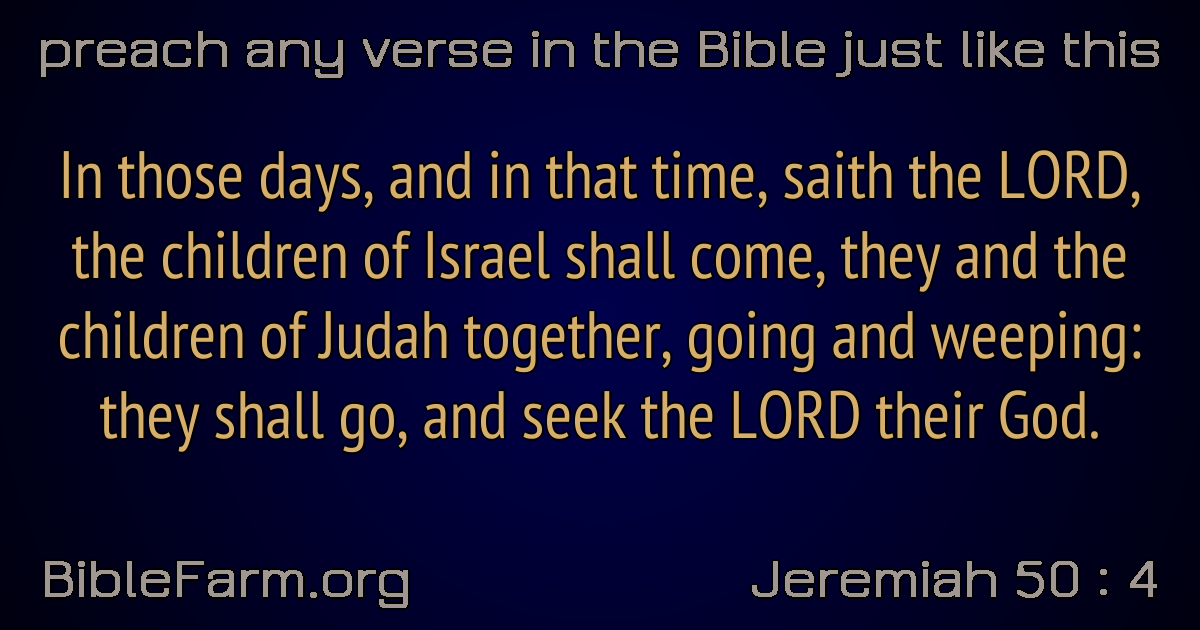 preach any verse in the Bible just like this
In those days, and in that time, saith the LORD,
the children of Israel shall come, they and the
children of Judah together, going and weeping:
they shall go, and seek the LORD their God.
BibleFarm.org
Jeremiah 50 : 4